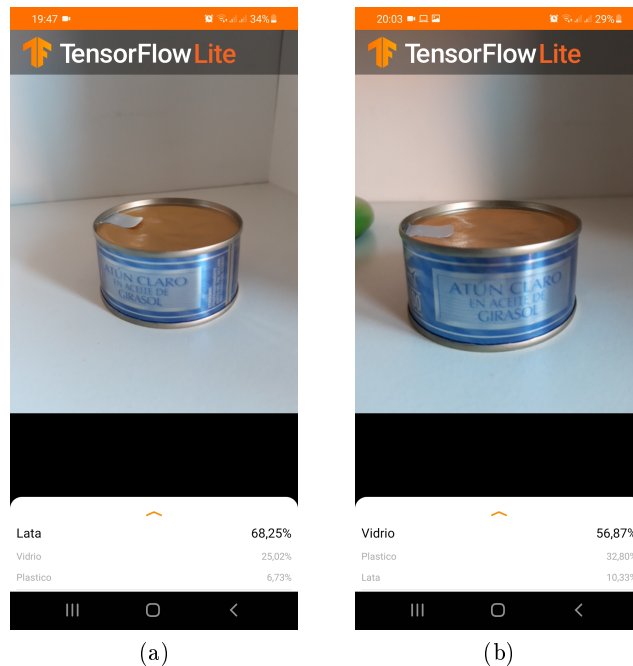 19:47
34%
TensorFlow Lite
ATÚN CLARO
EN ACEITE DE
GIRASOL
Lata 68,25%
Vidrio 25,02%
Plastico 6,73%
(a)
20:03
29%
TensorFlow Lite
ATÚN CLARO
EN ACEITE DE
GIRASOL
Vidrio 56,87%
Plastico 32,80%
Lata 10,33%
(b)